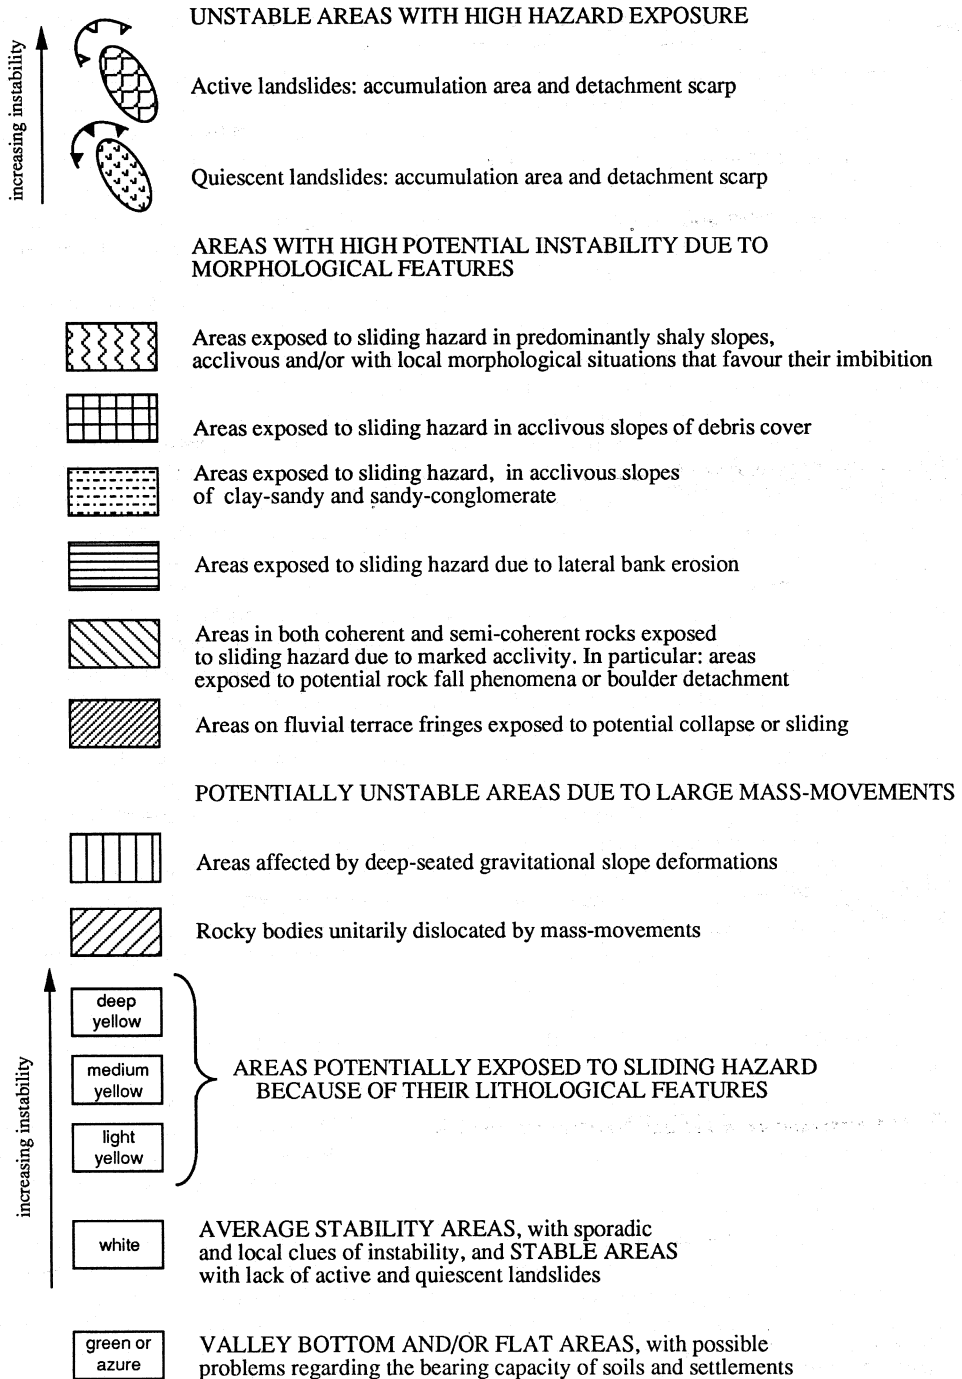 UNSTABLE AREAS WITH HIGH HAZARD EXPOSURE
increasing instability
Active landslides: accumulation area and detachment scarp
Quiescent landslides: accumulation area and detachment scarp
AREAS WITH HIGH POTENTIAL INSTABILITY DUE TO
MORPHOLOGICAL FEATURES
Areas exposed to sliding hazard in predominantly shaly slopes,
acclivous and/or with local morphological situations that favour their imbibition
Areas exposed to sliding hazard in acclivous slopes of debris cover
Areas exposed to sliding hazard, in acclivous slopes
of clay-sandy and sandy-conglomerate
Areas exposed to sliding hazard due to lateral bank erosion
Areas in both coherent and semi-coherent rocks exposed
to sliding hazard due to marked acclivity. In particular: areas
exposed to potential rock fall phenomena or boulder detachment
Areas on fluvial terrace fringes exposed to potential collapse or sliding
POTENTIALLY UNSTABLE AREAS DUE TO LARGE MASS-MOVEMENTS
Areas affected by deep-seated gravitational slope deformations
Rocky bodies unitarily dislocated by mass-movements
increasing instability
deep
yellow
medium
yellow
light
yellow
AREAS POTENTIALLY EXPOSED TO SLIDING HAZARD
BECAUSE OF THEIR LITHOLOGICAL FEATURES
white
AVERAGE STABILITY AREAS, with sporadic
and local clues of instability, and STABLE AREAS
with lack of active and quiescent landslides
green or
azure
VALLEY BOTTOM AND/OR FLAT AREAS, with possible
problems regarding the bearing capacity of soils and settlements